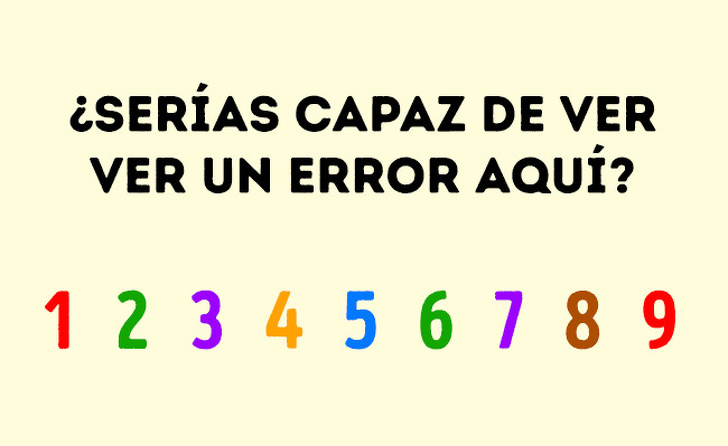 ¿SERÍAS CAPAZ DE VER
VER UN ERROR AQUÍ?
1 2 3 4 5 6 7 8 9